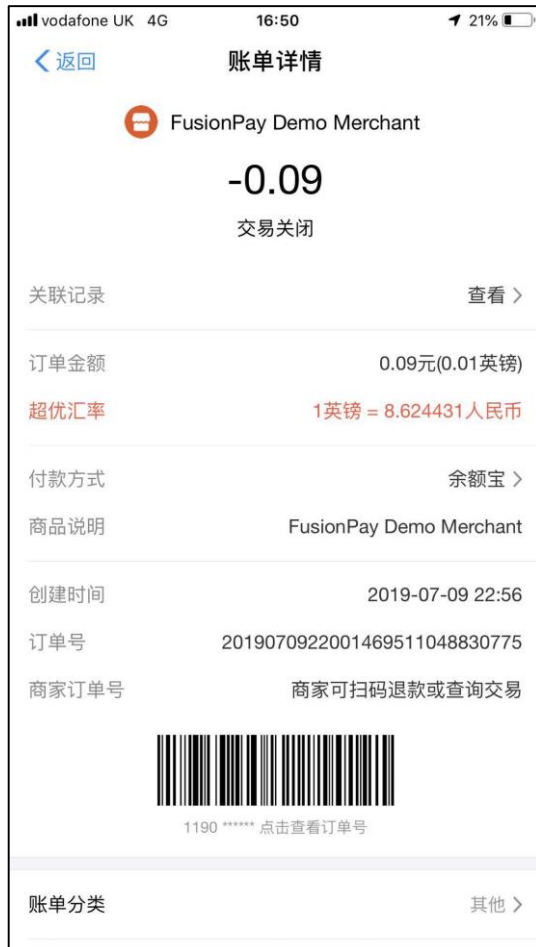 vodafone UK 4G 16:50 21%
返回 账单详情
FusionPay Demo Merchant
-0.09
交易关闭
关联记录 查看
订单金额 0.09元(0.01英镑)
超优汇率 1英镑 = 8.624431人民币
付款方式 余额宝
商品说明 FusionPay Demo Merchant
创建时间 2019-07-09 22:56
订单号 2019070922001469511048830775
商家订单号 商家可扫码退款或查询交易
1190 ****** 点击查看订单号
账单分类 其他